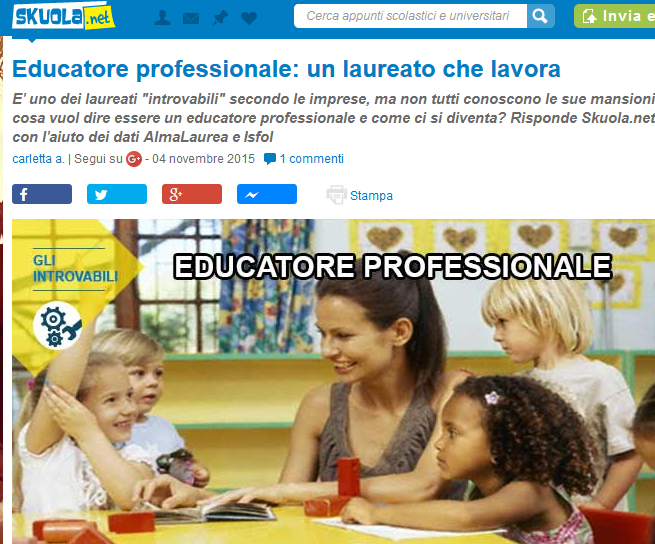 SKUOLA.net
Cerca appunti scolastici e universitari
Invia e
Educatore professionale: un laureato che lavora
E' uno dei laureati "introvabili" secondo le imprese, ma non tutti conoscono le sue mansioni
cosa vuol dire essere un educatore professionale e come ci si diventa? Risponde Skuola.net
con l'aiuto dei dati AlmaLaurea e Isfol
carletta a. | Segui su G+ - 04 novembre 2015 1 commenti
Stampa
GLI
INTROVABILI
EDUCATORE PROFESSIONALE